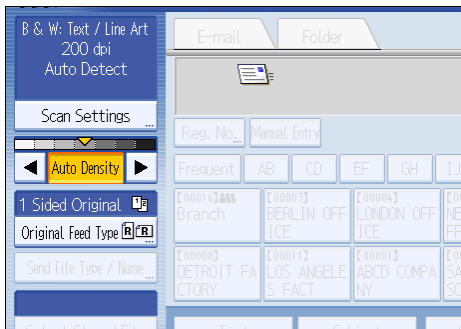 B & W: Text / Line Art
200 dpi
Auto Detect
Scan Settings
Auto Density
1 Sided Original
Original Feed Type
Send File Type / Name
E-mail
Folder
Reg. No.
Manual Entry
Frequent
AB
CD
EF
GH
[00016]
Branch
[00003]
BERLIN OFF
ICE
[00004]
LONDON OFF
ICE
[00008]
DETROIT FA
CTORY
[00011]
LOS ANGELE
S FACT
[00001]
ABCD COMPA
NY